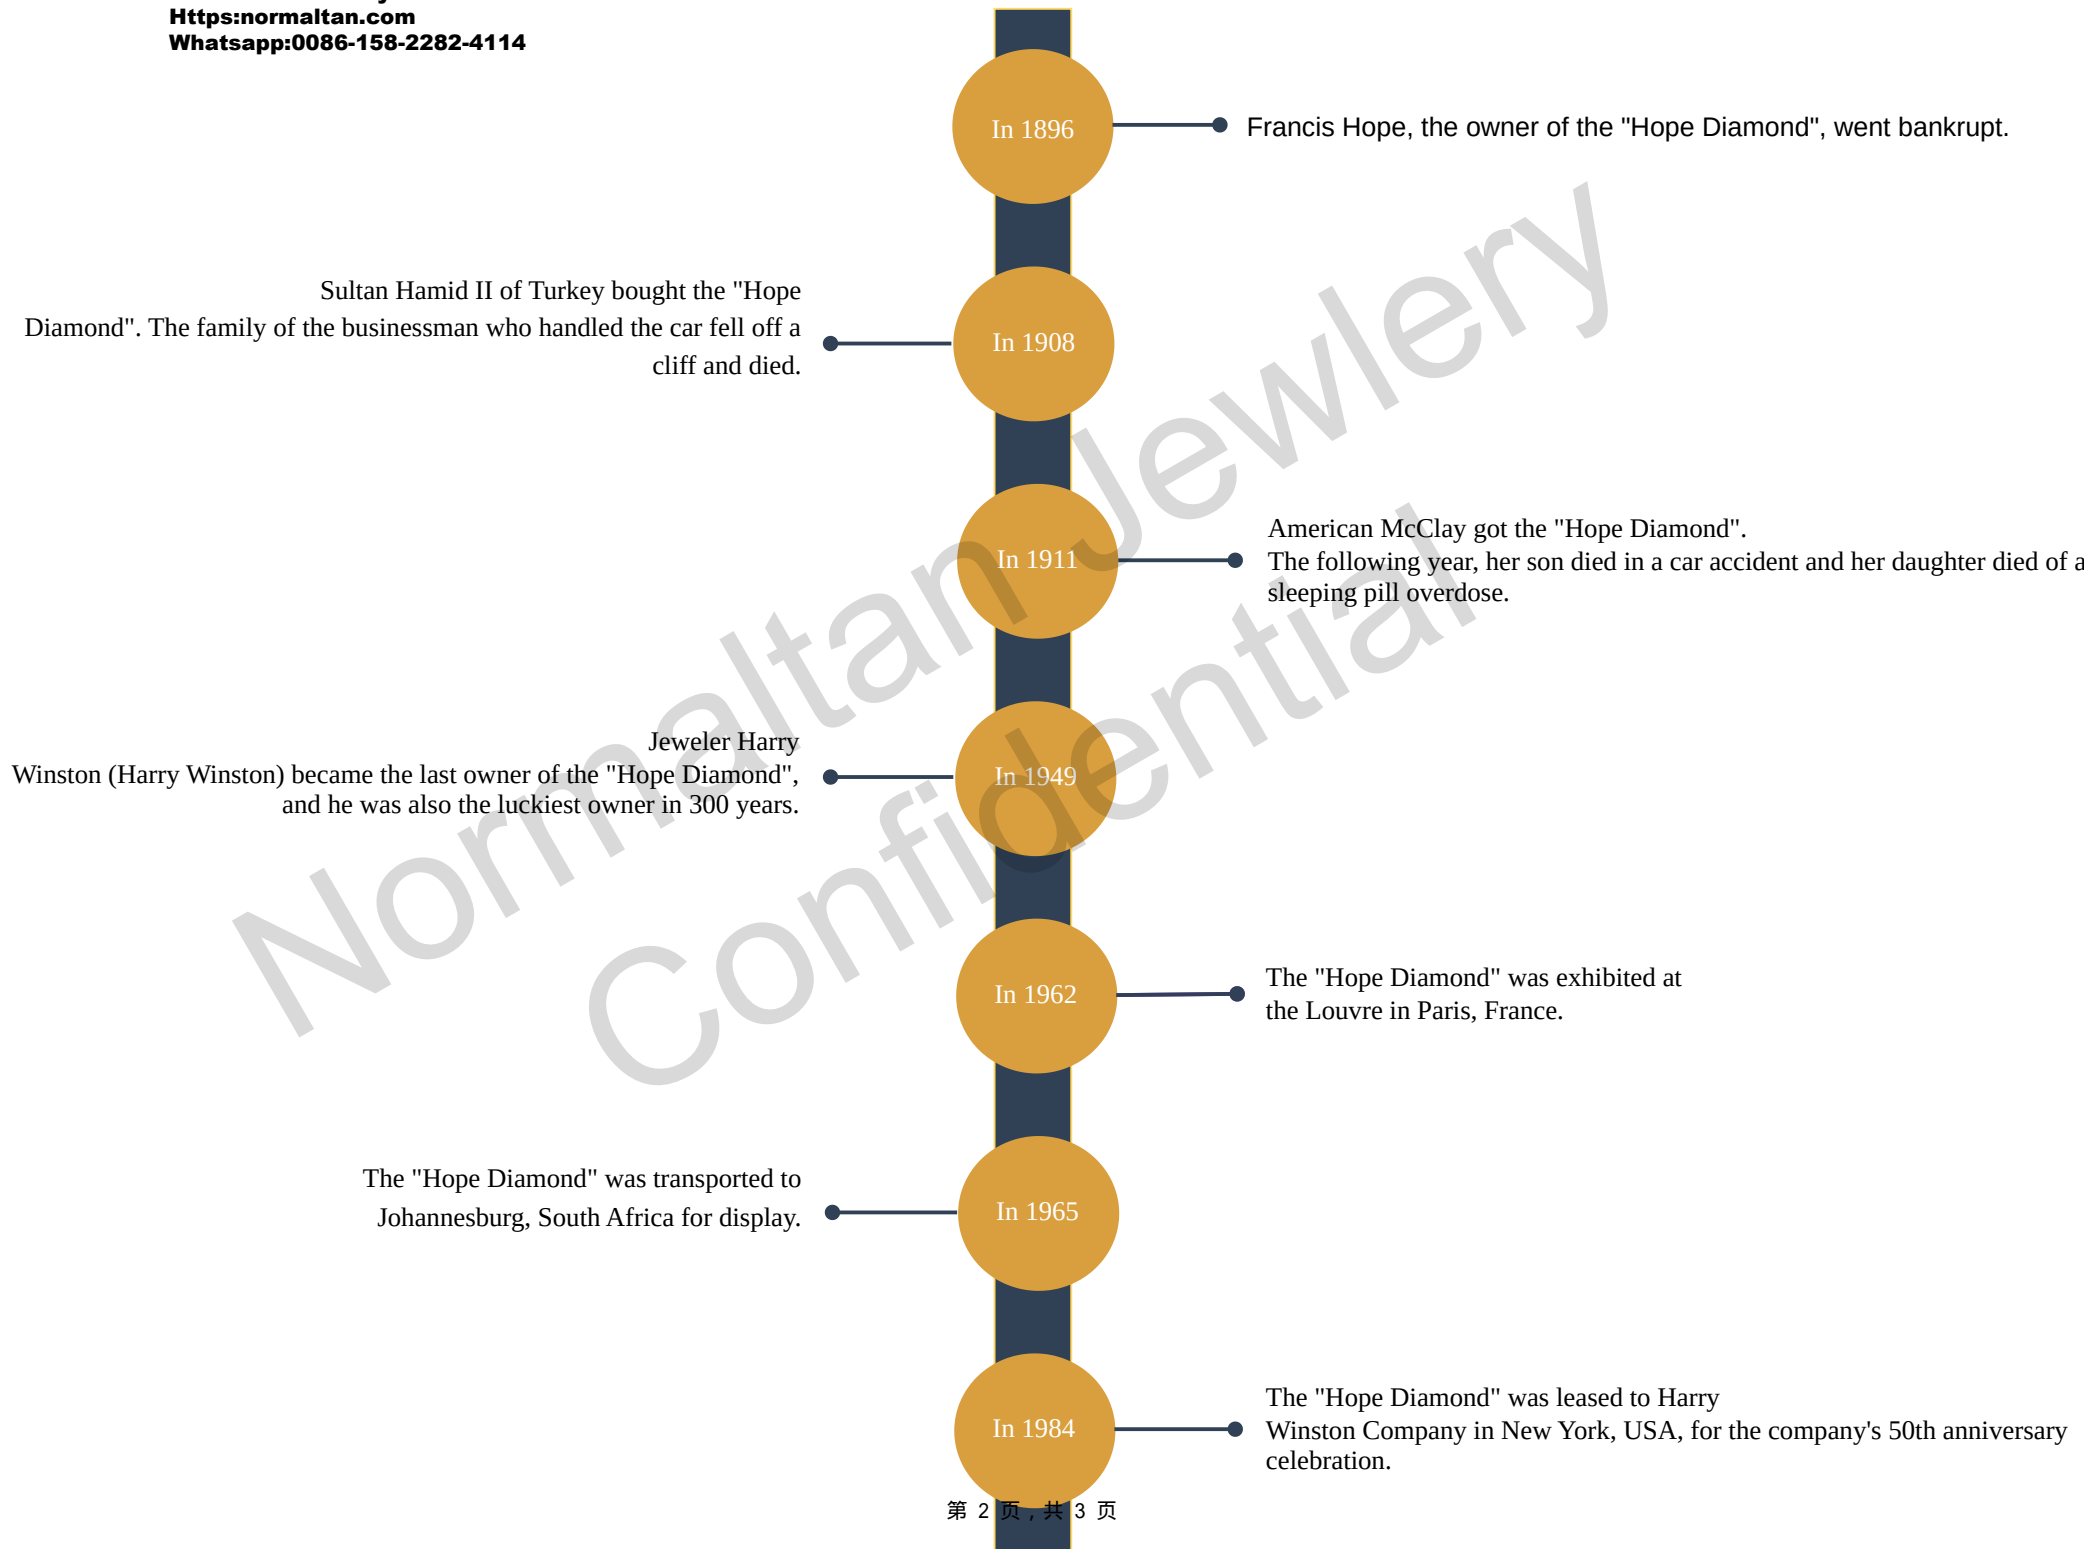 Https:normaltan.com
Whatsapp:0086-158-2282-4114
In 1896
Francis Hope, the owner of the "Hope Diamond", went bankrupt.
Sultan Hamid II of Turkey bought the "Hope
Diamond". The family of the businessman who handled the car fell off a
cliff and died.
In 1908
In 1911
American McClay got the "Hope Diamond".
The following year, her son died in a car accident and her daughter died of a
sleeping pill overdose.
Jeweler Harry
Winston (Harry Winston) became the last owner of the "Hope Diamond",
and he was also the luckiest owner in 300 years.
In 1949
In 1962
The "Hope Diamond" was exhibited at
the Louvre in Paris, France.
The "Hope Diamond" was transported to
Johannesburg, South Africa for display.
In 1965
In 1984
The "Hope Diamond" was leased to Harry
Winston Company in New York, USA, for the company's 50th anniversary
celebration.
第 2 页 , 共 3 页
Normaltan Jewlery
Confidential